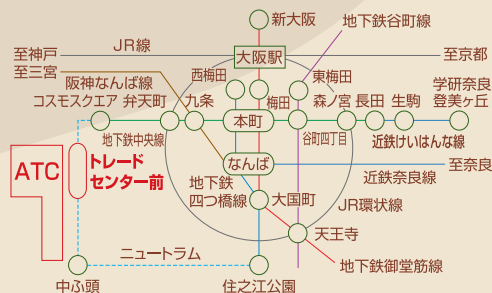 新大阪
地下鉄谷町線
JR線
至神戸
大阪駅
至京都
至三宮
阪神なんば線
西梅田
東梅田
梅田
学研奈良
登美ヶ丘
コスモスクエア
弁天町
九条
本町
森ノ宮
長田
生駒
地下鉄中央線
谷町四丁目
近鉄けいはんな線
なんば
至奈良
近鉄奈良線
ATC
トレード
センター前
地下鉄
四つ橋線
大国町
JR環状線
天王寺
ニュートラム
地下鉄御堂筋線
中ふ頭
住之江公園